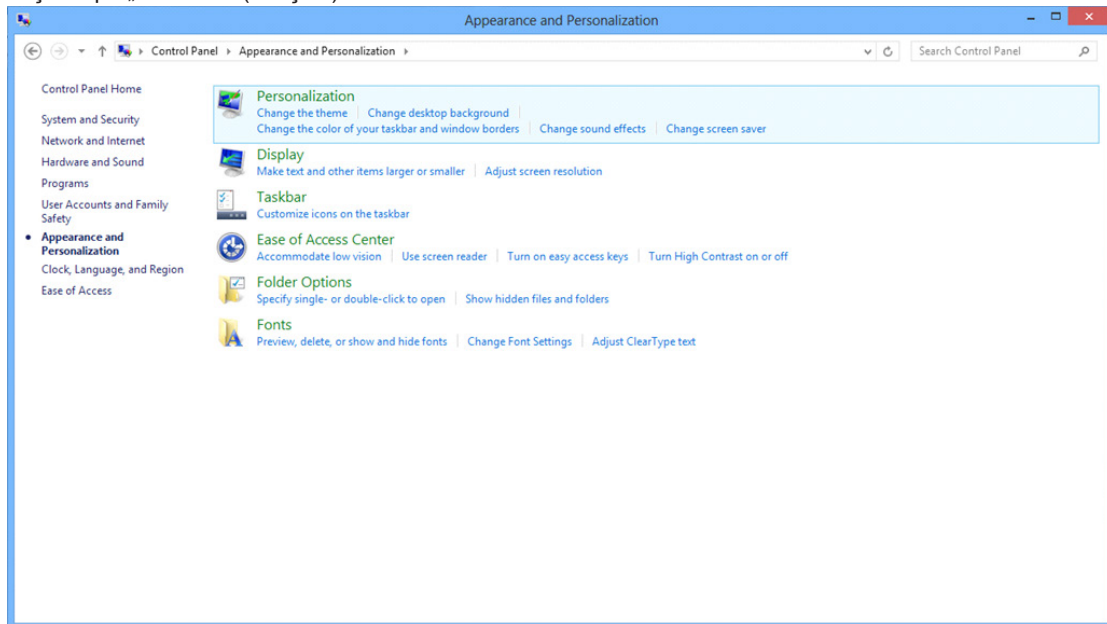 Appearance and Personalization
Control Panel Appearance and Personalization
Search Control Panel
Control Panel Home
System and Security
Network and Internet
Hardware and Sound
Programs
User Accounts and Family
Safety
Appearance and
Personalization
Clock, Language, and Region
Ease of Access
Personalization
Change the theme Change desktop background
Change the color of your taskbar and window borders Change sound effects Change screen saver
Display
Make text and other items larger or smaller Adjust screen resolution
Taskbar
Customize icons on the taskbar
Ease of Access Center
Accommodate low vision Use screen reader Turn on easy access keys Turn High Contrast on or off
Folder Options
Specify single- or double-click to open Show hidden files and folders
Fonts
Preview, delete, or show and hide fonts Change Font Settings Adjust ClearType text